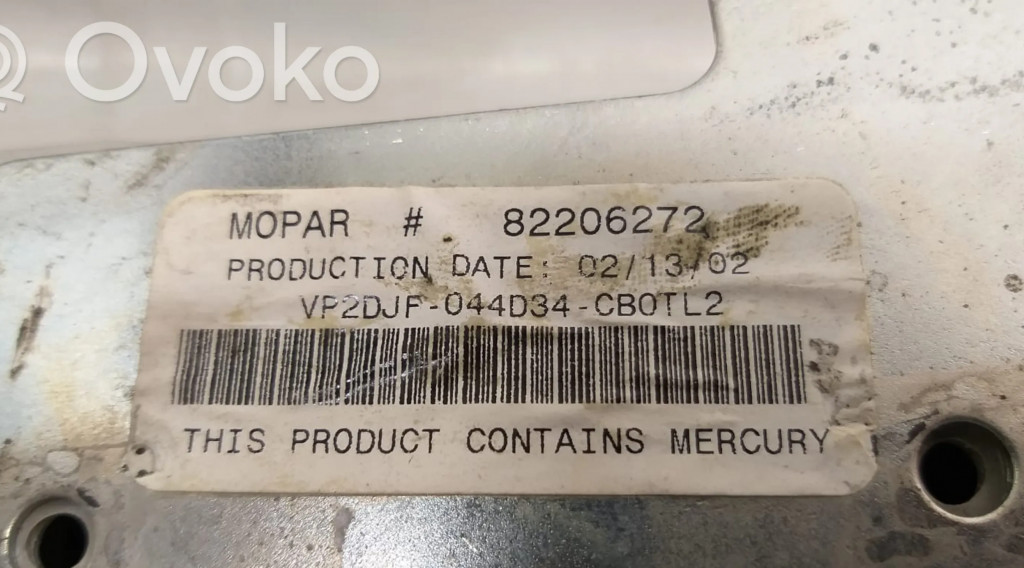 Ovoko
MOPAR # 82206272
PRODUCTION DATE: 02/13/02
VP2DJF-044D34-CB0TL2
THIS PRODUCT CONTAINS MERCURY